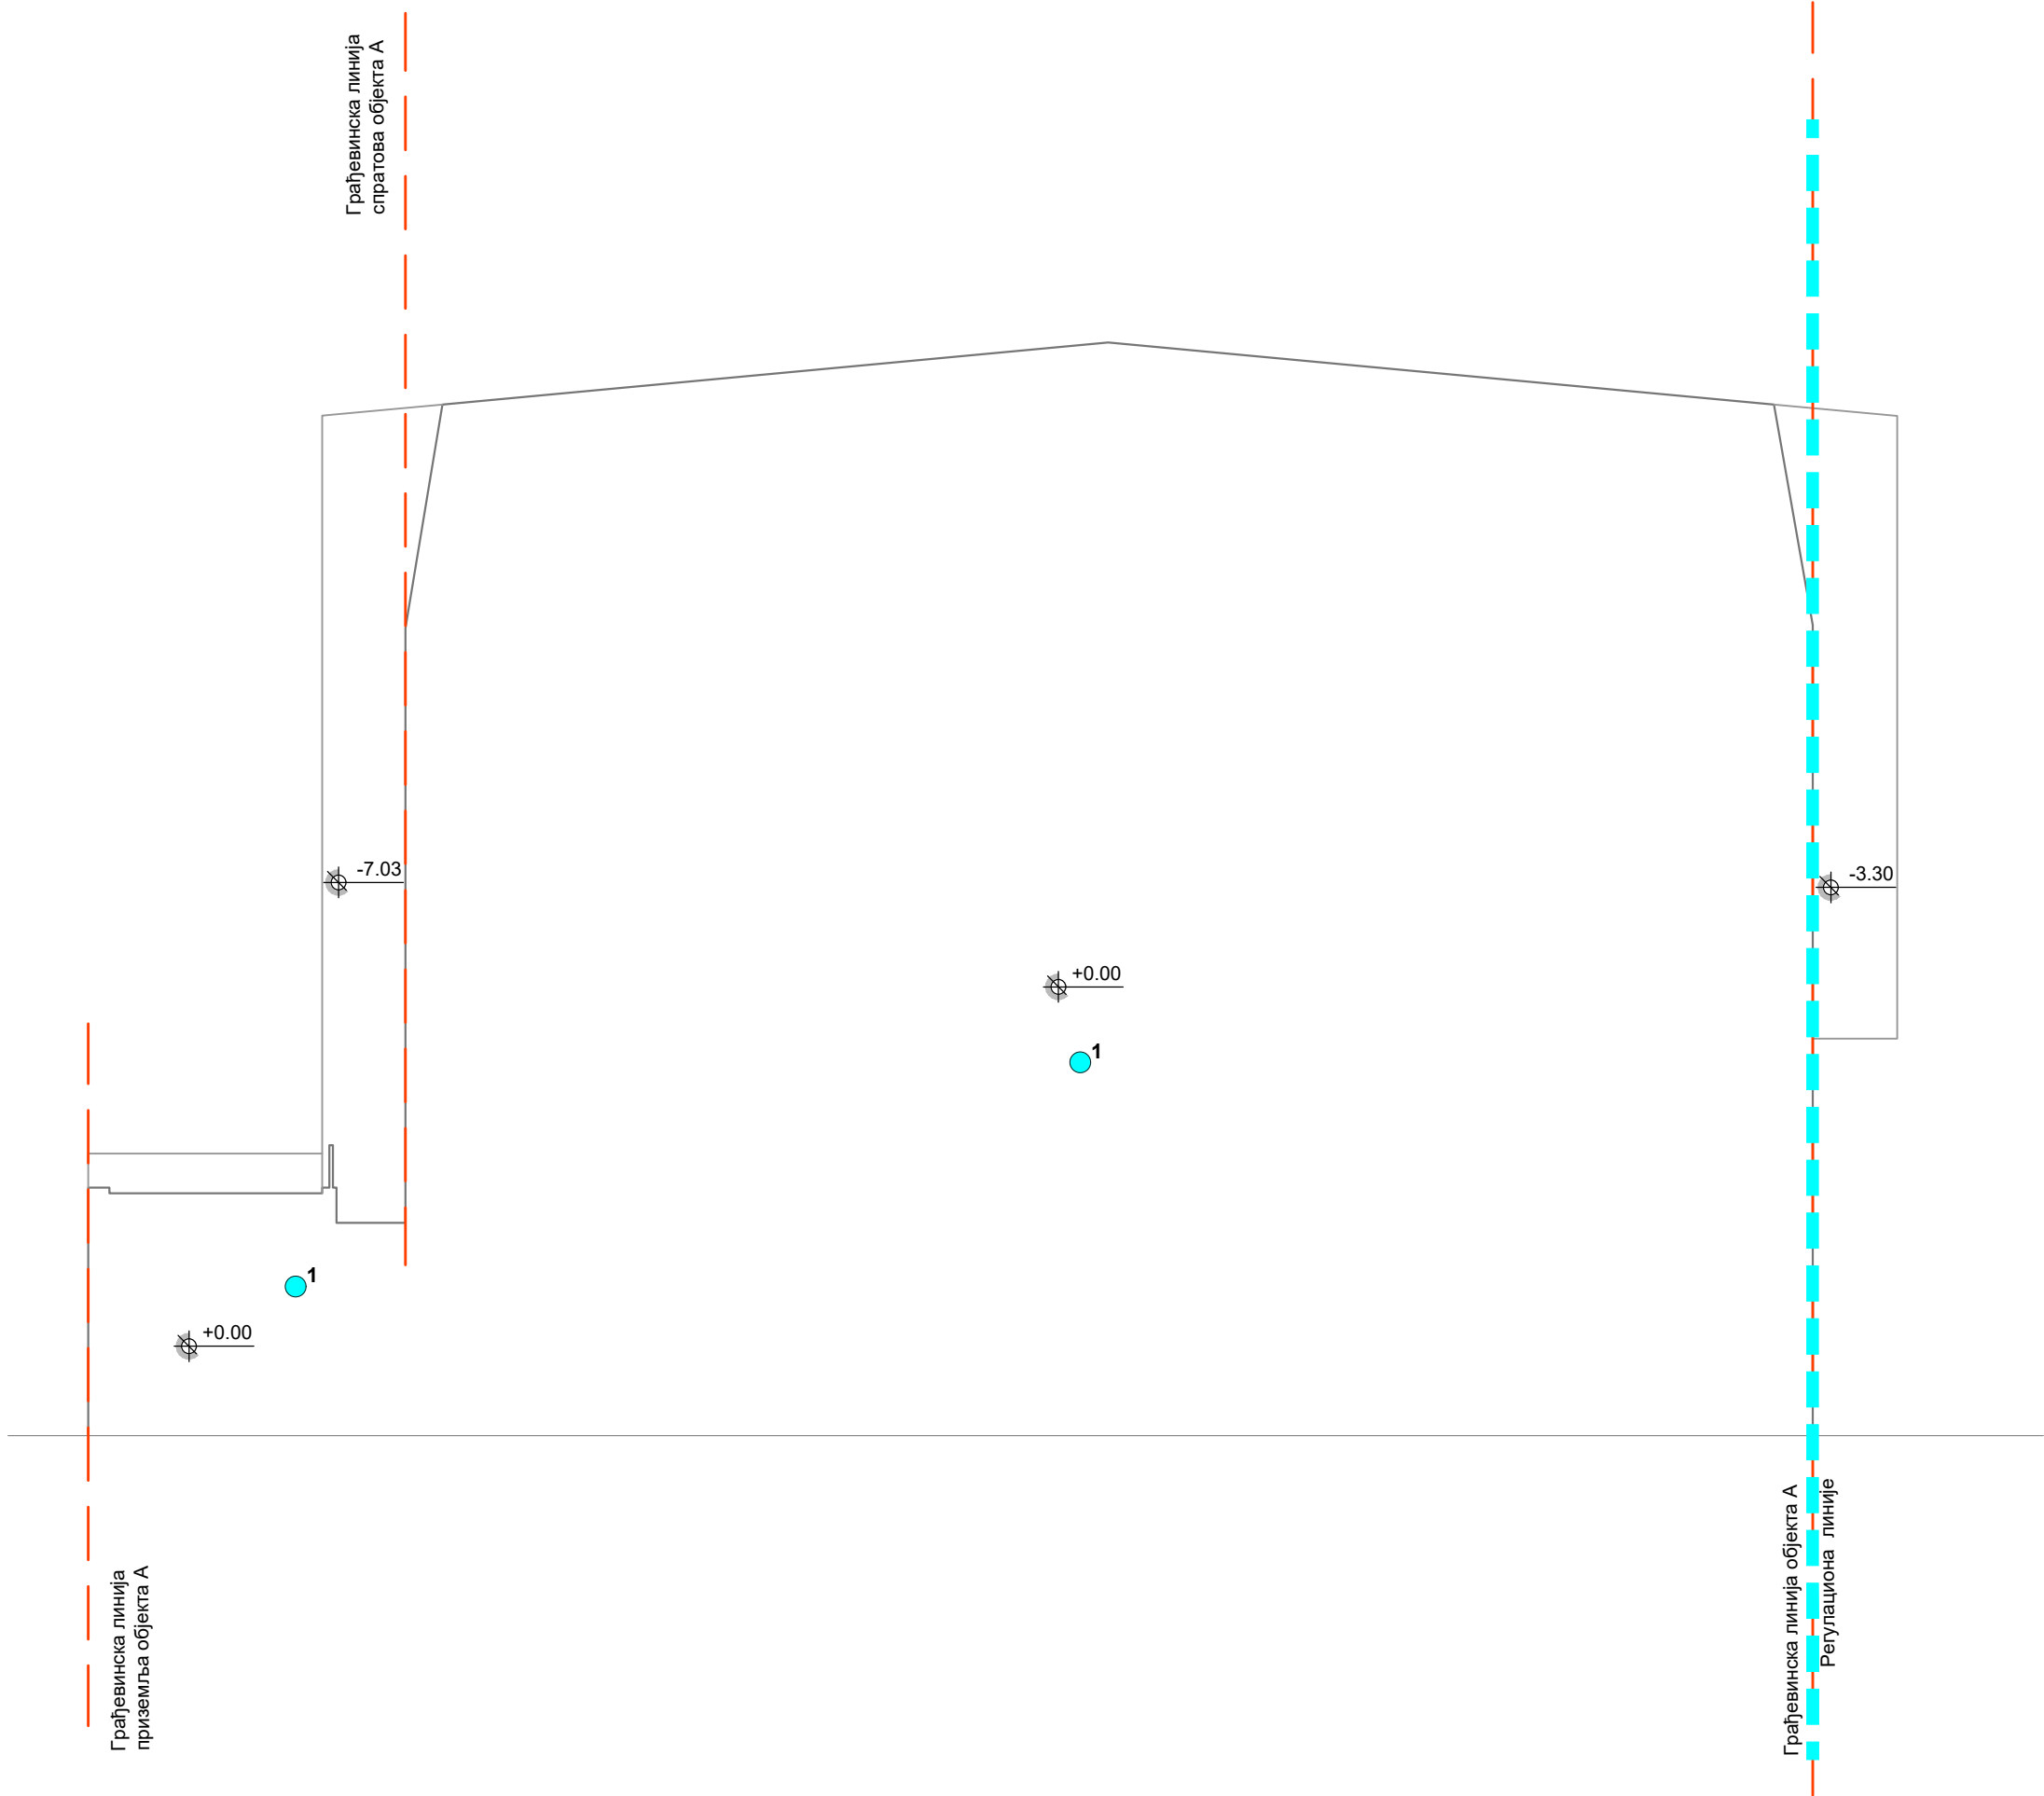 Грађевинска линија
спратова објекта А
-7.03
-3.30
+0.00
1
1
+0.00
Грађевинска линија
приземља објекта А
Грађевинска линија објекта А
Регулациона линије